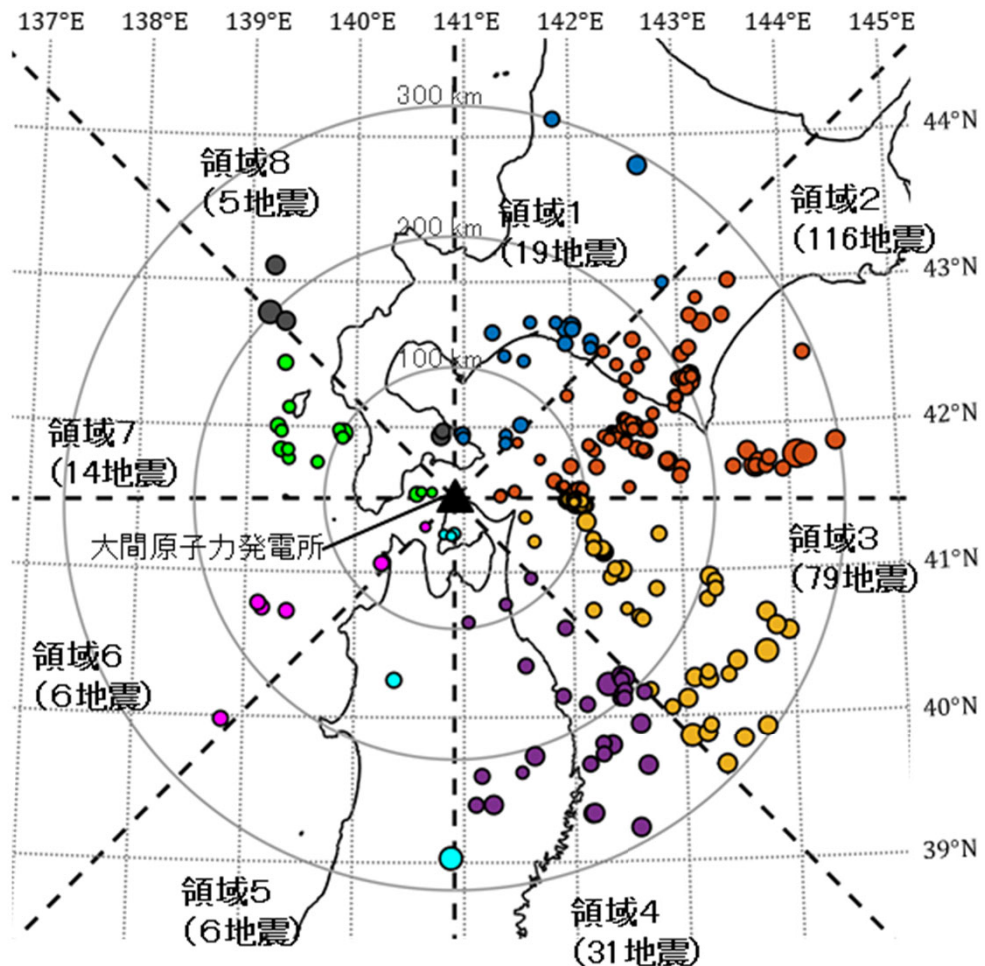 137°E 138°E 139°E 140°E 141°E 142°E 143°E 144°E 145°E
300 km
44°N
領域8
(5地震)
領域1
(19地震)
領域2
(116地震)
200 km
43°N
100 km
42°N
領域7
(14地震)
大間原子力発電所
領域3
(79地震)
41°N
領域6
(6地震)
40°N
39°N
領域5
(6地震)
領域4
(31地震)